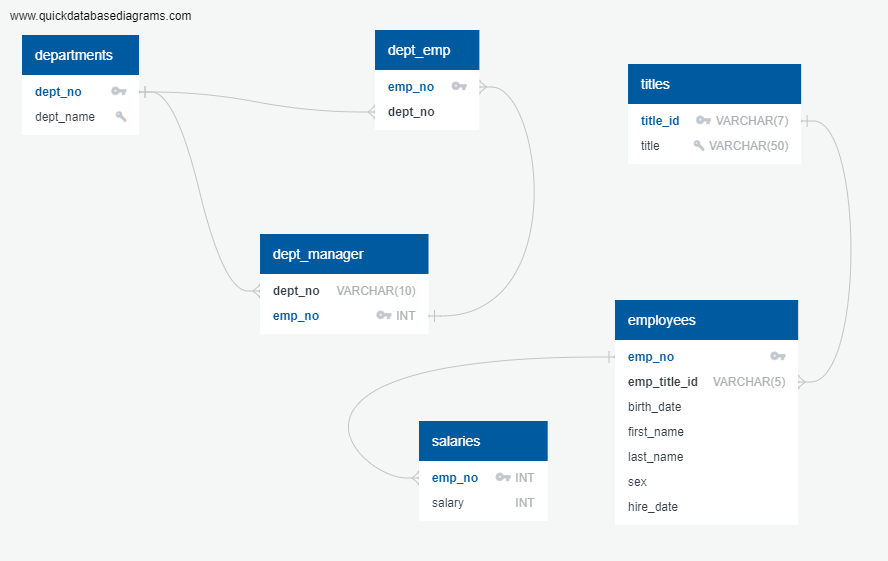 www.quickdatabasediagrams.com
departments
dept_no
dept_name
dept_emp
emp_no
dept_no
titles
title_id VARCHAR(7)
title VARCHAR(50)
dept_manager
dept_no VARCHAR(10)
emp_no INT
employees
emp_no
emp_title_id VARCHAR(5)
birth_date
first_name
last_name
sex
hire_date
salaries
emp_no INT
salary INT